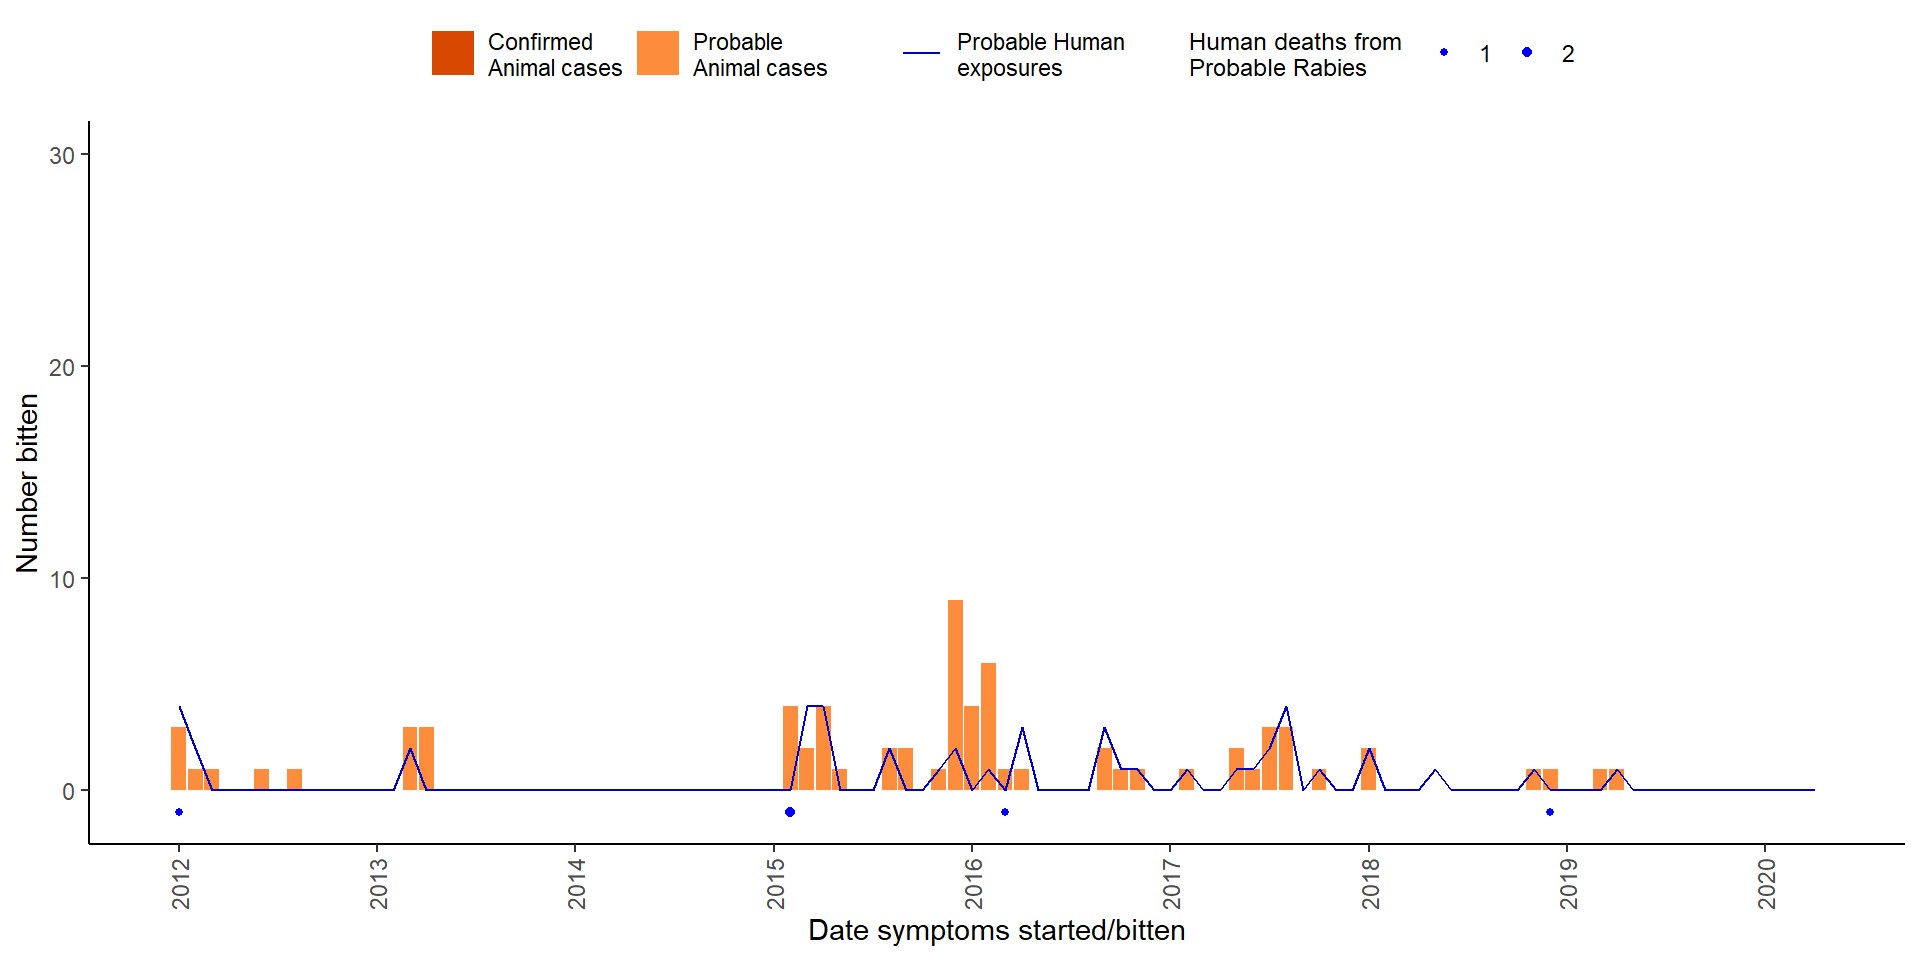 Confirmed
Animal cases
Probable
Animal cases
Probable Human
exposures
Human deaths from
Probable Rabies
1
2
Number bitten
30
20
10
0
2012
2013
2014
2015
2016
2017
2018
2019
2020
Date symptoms started/bitten